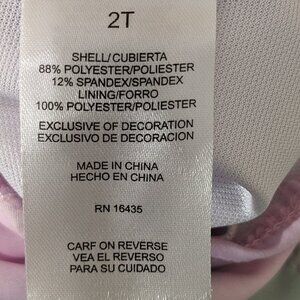 2T
SHELL/CUBIERTA
88% POLYESTER/POLIESTER
12% SPANDEX/SPANDEX
LINING/FORRO
100% POLYESTER/POLIESTER
EXCLUSIVE OF DECORATION
EXCLUSIVO DE DECORACION
MADE IN CHINA
HECHO EN CHINA
RN 16435
CARF ON REVERSE
VEA EL REVERSO
PARA SU CUIDADO